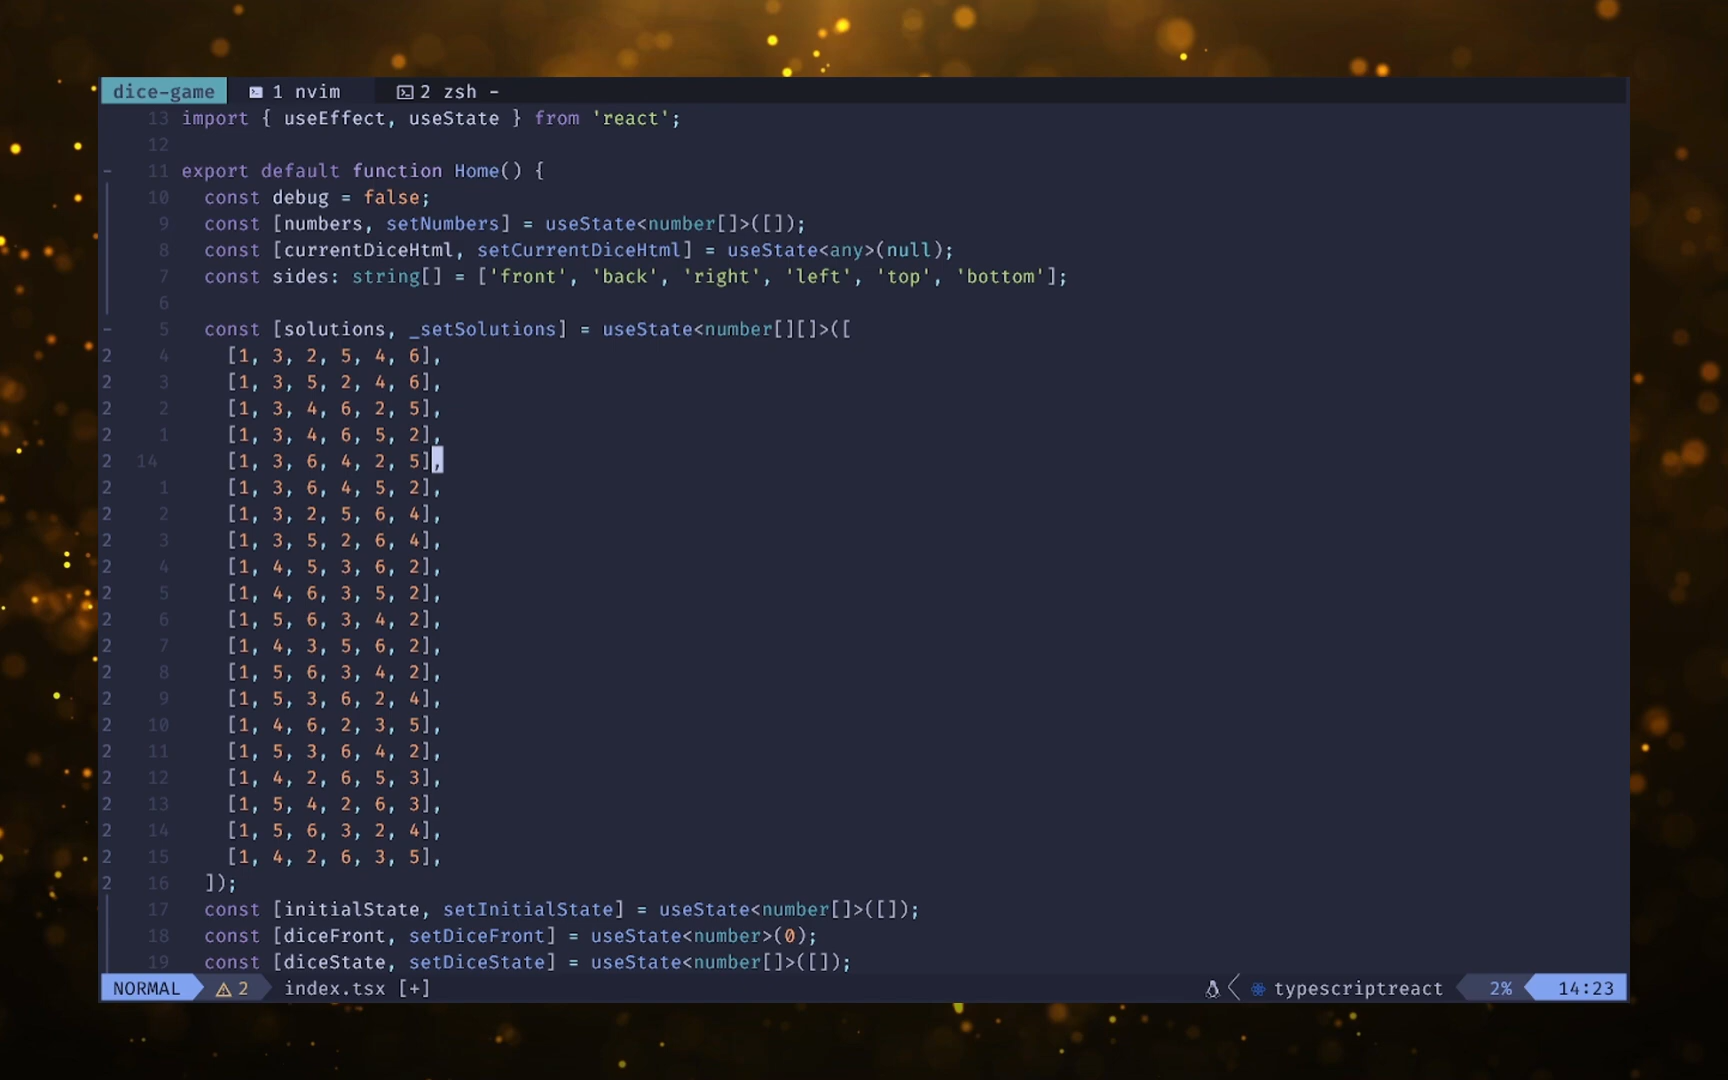 dice-game 1 nvim 2 zsh -
13 import { useEffect, useState } from 'react';
12
- 11 export default function Home() {
10 const debug = false;
9 const [numbers, setNumbers] = useState<number[]>([]);
8 const [currentDiceHtml, setCurrentDiceHtml] = useState<any>(null);
7 const sides: string[] = ['front', 'back', 'right', 'left', 'top', 'bottom'];
6
- 5 const [solutions, _setSolutions] = useState<number[][]>([
2 4 [1, 3, 2, 5, 4, 6],
2 3 [1, 3, 5, 2, 4, 6],
2 2 [1, 3, 4, 6, 2, 5],
2 1 [1, 3, 4, 6, 5, 2],
2 14 [1, 3, 6, 4, 2, 5],
2 1 [1, 3, 6, 4, 5, 2],
2 2 [1, 3, 2, 5, 6, 4],
2 3 [1, 3, 5, 2, 6, 4],
2 4 [1, 4, 5, 3, 6, 2],
2 5 [1, 4, 6, 3, 5, 2],
2 6 [1, 5, 6, 3, 4, 2],
2 7 [1, 4, 3, 5, 6, 2],
2 8 [1, 5, 6, 3, 4, 2],
2 9 [1, 5, 3, 6, 2, 4],
2 10 [1, 4, 6, 2, 3, 5],
2 11 [1, 5, 3, 6, 4, 2],
2 12 [1, 4, 2, 6, 5, 3],
2 13 [1, 5, 4, 2, 6, 3],
2 14 [1, 5, 6, 3, 2, 4],
2 15 [1, 4, 2, 6, 3, 5],
2 16 ]);
17 const [initialState, setInitialState] = useState<number[]>([]);
18 const [diceFront, setDiceFront] = useState<number>(0);
19 const [diceState, setDiceState] = useState<number[]>([]);
NORMAL ⚠ 2 index.tsx [+] typescriptreact 2% 14:23